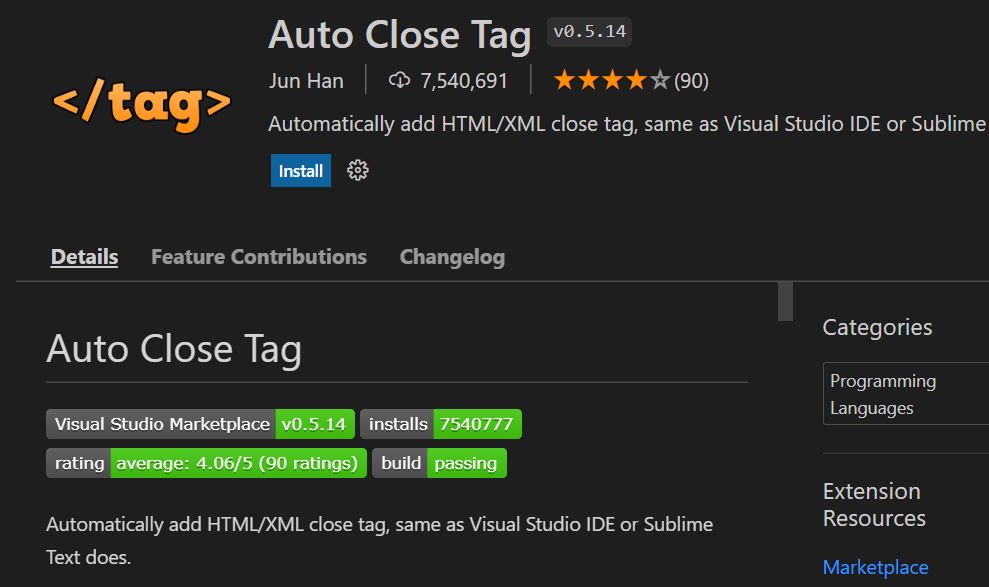 </tag>
Auto Close Tag v0.5.14
Jun Han 7,540,691 (90)
Automatically add HTML/XML close tag, same as Visual Studio IDE or Sublime
Install
Details Feature Contributions Changelog
Auto Close Tag
Visual Studio Marketplace v0.5.14 installs 7540777
rating average: 4.06/5 (90 ratings) build passing
Automatically add HTML/XML close tag, same as Visual Studio IDE or Sublime
Text does.
Categories
Programming
Languages
Extension
Resources
Marketplace